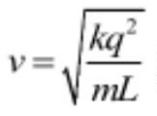 v = √(kq²/mL)